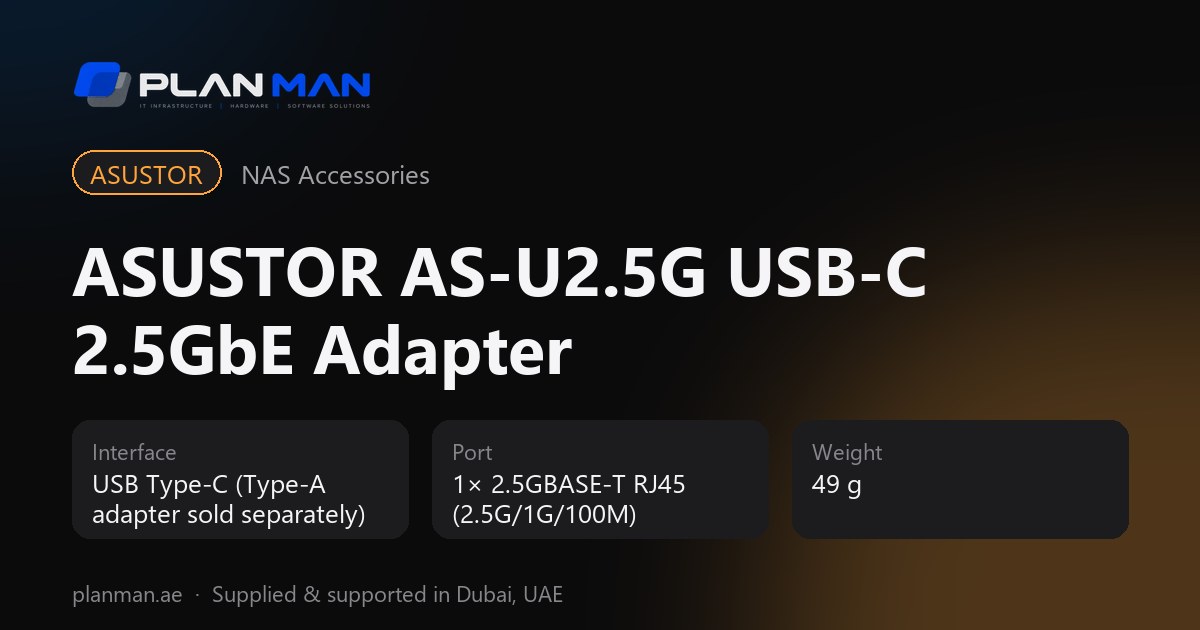 PLAN MAN
IT INFRASTRUCTURE | HARDWARE | SOFTWARE SOLUTIONS
ASUSTOR NAS Accessories
ASUSTOR AS-U2.5G USB-C
2.5GbE Adapter
Interface
USB Type-C (Type-A
adapter sold separately)
Port
1× 2.5GBASE-T RJ45
(2.5G/1G/100M)
Weight
49 g
planman.ae · Supplied & supported in Dubai, UAE